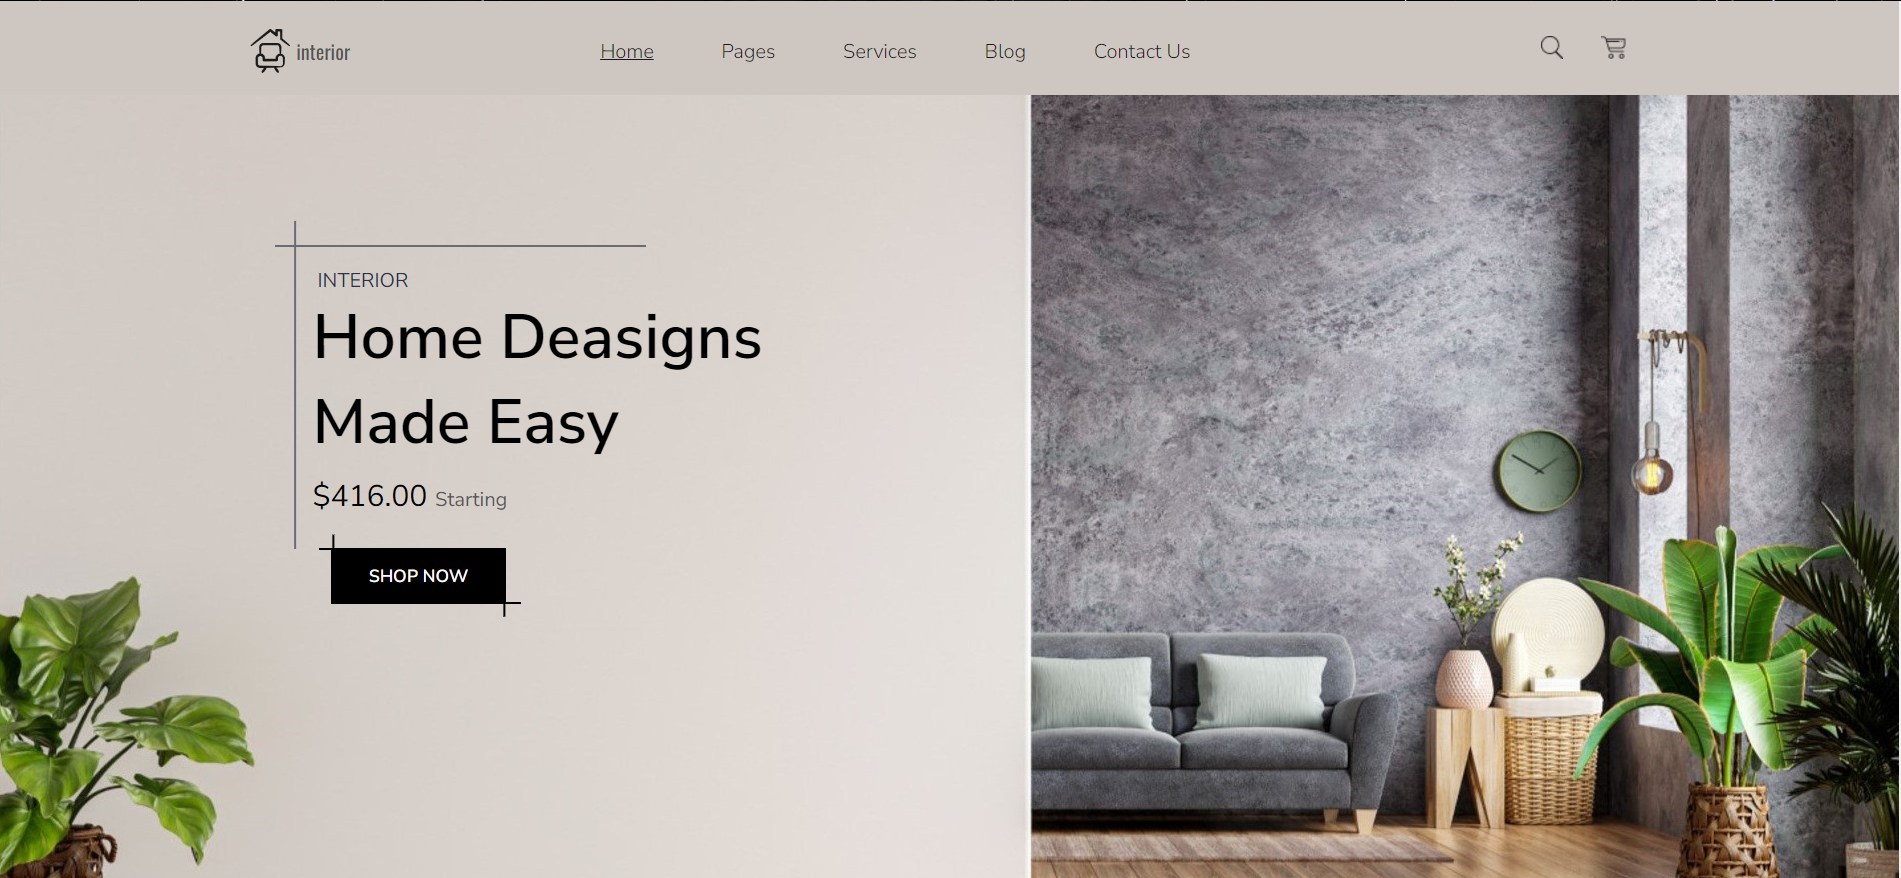 interior
Home
Pages
Services
Blog
Contact Us
INTERIOR
Home Deasigns
Made Easy
$416.00 Starting
SHOP NOW